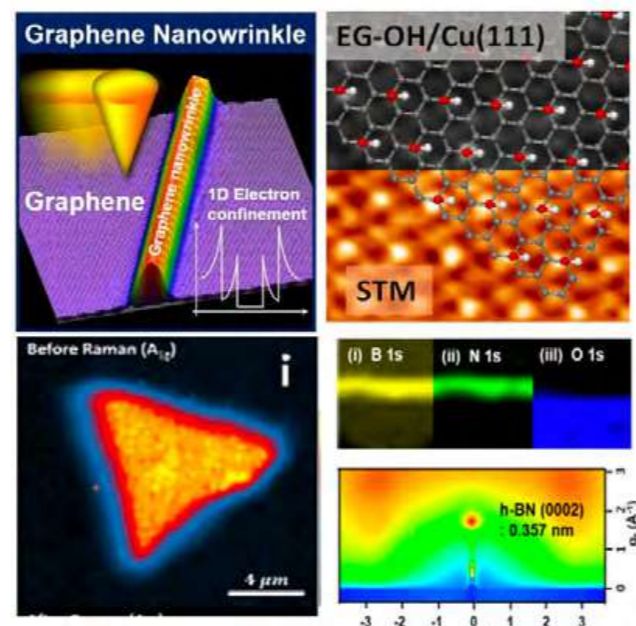 Graphene Nanowrinkle
Graphene nanowrinkle
Graphene
1D Electron
confinement
EG-OH/Cu(111)
STM
Before Raman (A1g)
i
4 μm
(i) B 1s
(ii) N 1s
(iii) O 1s
h-BN (0002)
: 0.357 nm
3
2
1
0
-3 -2 -1 0 1 2 3